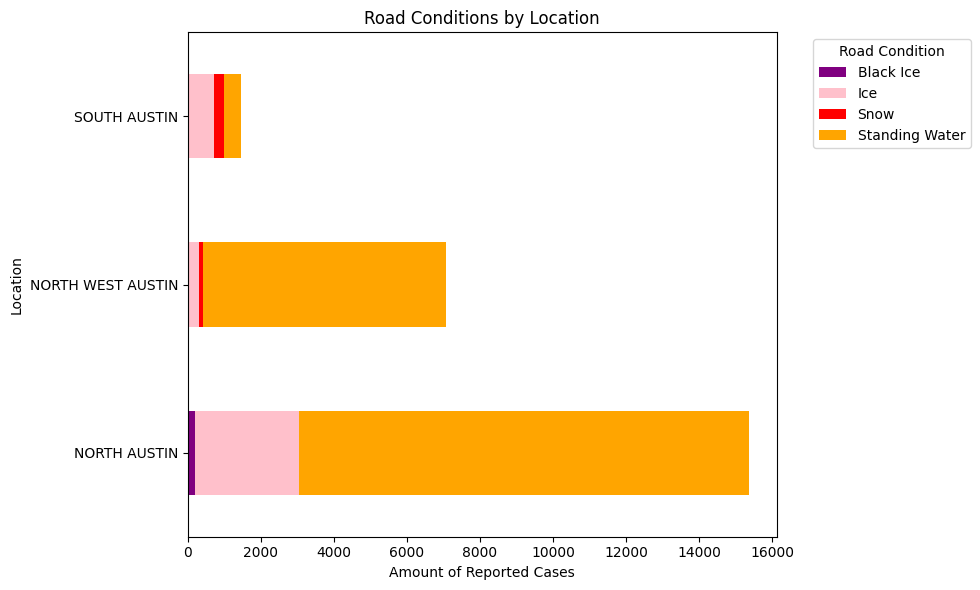 Road Conditions by Location
Road Condition
Black Ice
Ice
Snow
Standing Water
Location
SOUTH AUSTIN
NORTH WEST AUSTIN
NORTH AUSTIN
0 2000 4000 6000 8000 10000 12000 14000 16000
Amount of Reported Cases